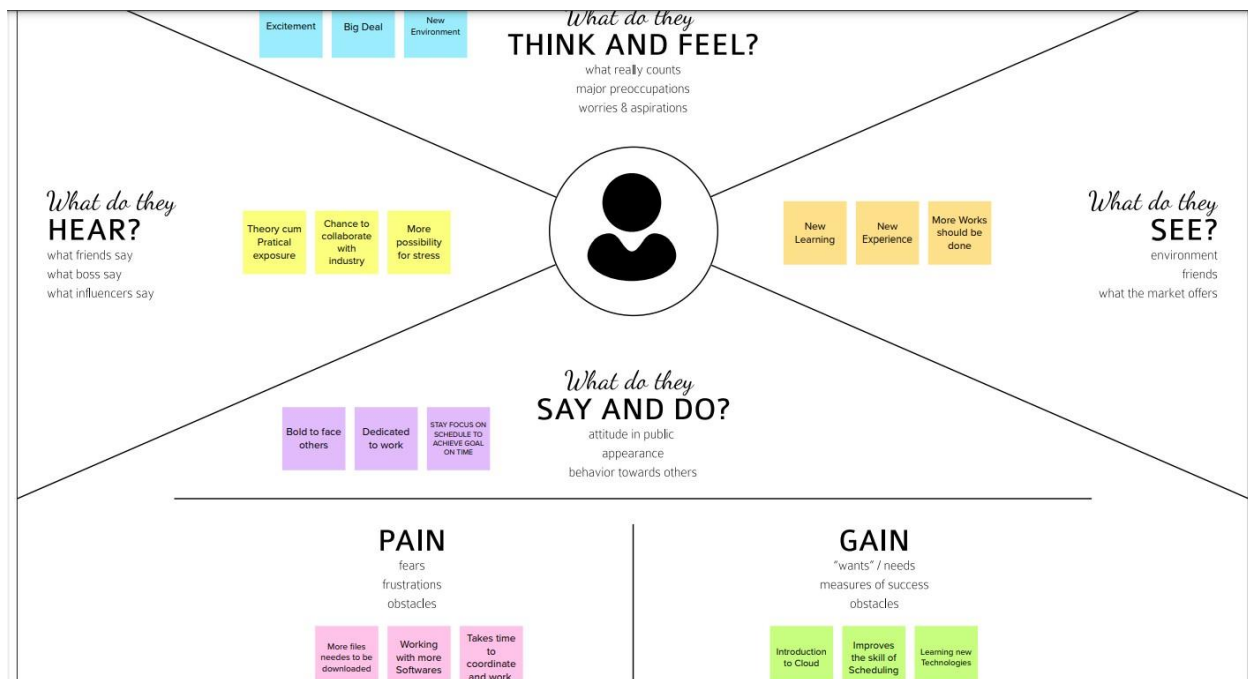 Excitement
Big Deal
New
Environment
What do they
THINK AND FEEL?
what really counts
major preoccupations
worries & aspirations
What do they
HEAR?
what friends say
what boss say
what influencers say
Theory cum
Pratical
exposure
Chance to
collaborate
with
industry
More
possibility
for stress
New
Learning
New
Experience
More Works
should be
done
What do they
SEE?
environment
friends
what the market offers
What do they
SAY AND DO?
attitude in public
appearance
behavior towards others
Bold to face
others
Dedicated
to work
STAY FOCUS ON
SCHEDULE TO
ACHIEVE GOAL
ON TIME
PAIN
fears
frustrations
obstacles
More files
needes to be
downloaded
Working
with more
Softwares
Takes time
to
coordinate
and work
GAIN
"wants" / needs
measures of success
obstacles
Introduction
to Cloud
Improves
the skill of
Scheduling
Learning new
Technologies